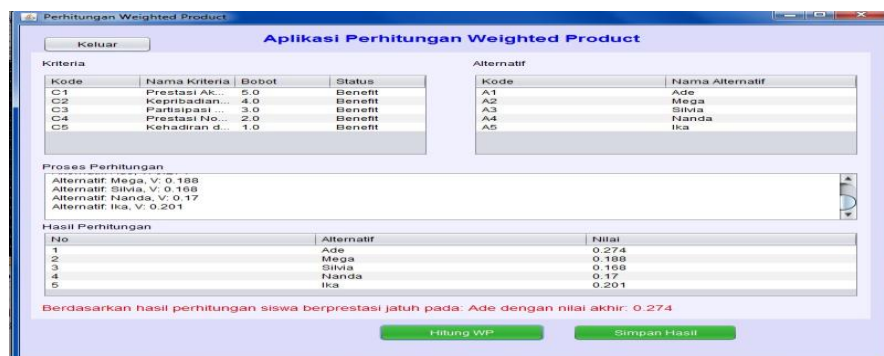 Perhitungan Weighted Product
Keluar
Aplikasi Perhitungan Weighted Product
Kriteria
Kode Nama Kriteria Bobot Status
C1 Prestasi Ak... 5.0 Benefit
C2 Kepribadian... 4.0 Benefit
C3 Partisipasi ... 3.0 Benefit
C4 Prestasi No... 2.0 Benefit
C5 Kehadiran d... 1.0 Benefit
Alternatif
Kode Nama Alternatif
A1 Ade
A2 Mega
A3 Silvia
A4 Nanda
A5 Ika
Proses Perhitungan
Alternatif: Mega, V: 0.188
Alternatif: Silvia, V: 0.168
Alternatif: Nanda, V: 0.17
Alternatif: Ika, V: 0.201
Hasil Perhitungan
No Alternatif Nilai
1 Ade 0.274
2 Mega 0.188
3 Silvia 0.168
4 Nanda 0.17
5 Ika 0.201
Berdasarkan hasil perhitungan siswa berprestasi jatuh pada: Ade dengan nilai akhir: 0.274
Hitung WP
Simpan Hasil